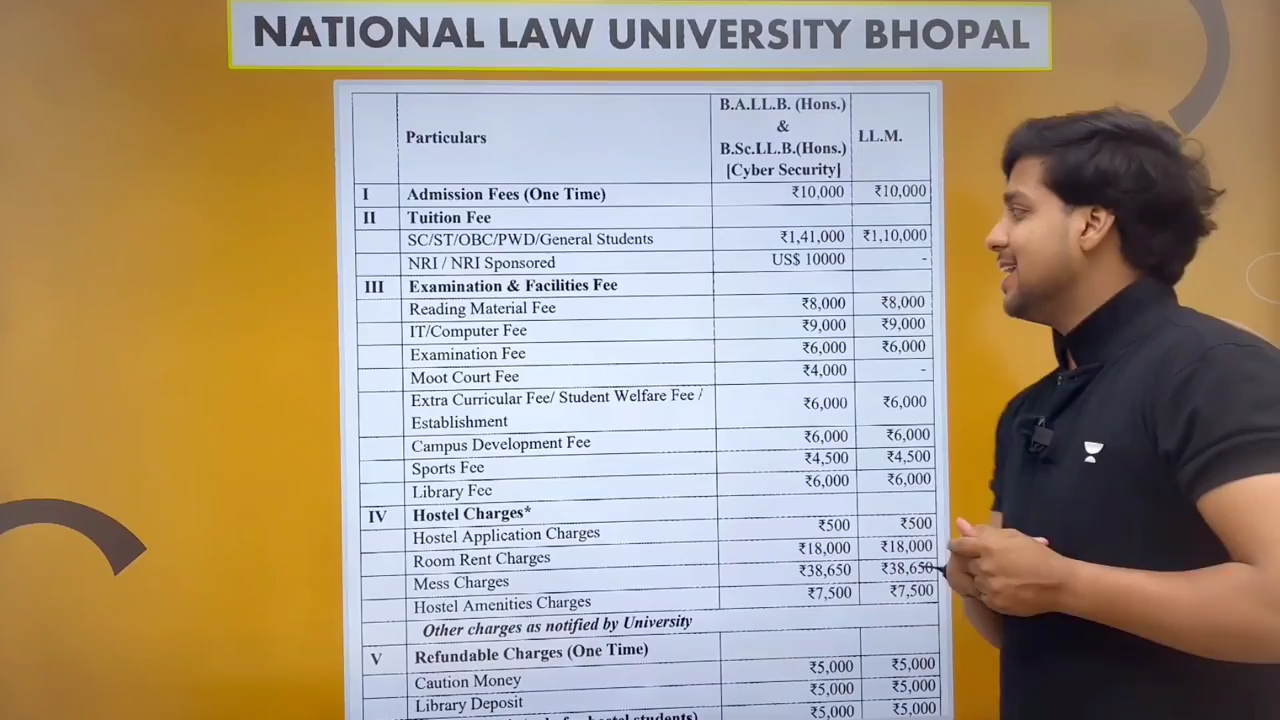 NATIONAL LAW UNIVERSITY BHOPAL
Particulars
B.A.LL.B. (Hons.)
&
B.Sc.LL.B.(Hons.)
[Cyber Security]
LL.M.
I Admission Fees (One Time) ₹10,000 ₹10,000
II Tuition Fee
SC/ST/OBC/PWD/General Students ₹1,41,000 ₹1,10,000
NRI / NRI Sponsored US$ 10000 -
III Examination & Facilities Fee
Reading Material Fee ₹8,000 ₹8,000
IT/Computer Fee ₹9,000 ₹9,000
Examination Fee ₹6,000 ₹6,000
Moot Court Fee ₹4,000 -
Extra Curricular Fee/ Student Welfare Fee /
Establishment ₹6,000 ₹6,000
Campus Development Fee ₹6,000 ₹6,000
Sports Fee ₹4,500 ₹4,500
Library Fee ₹6,000 ₹6,000
IV Hostel Charges*
Hostel Application Charges ₹500 ₹500
Room Rent Charges ₹18,000 ₹18,000
Mess Charges ₹38,650 ₹38,650
Hostel Amenities Charges ₹7,500 ₹7,500
Other charges as notified by University
V Refundable Charges (One Time)
Caution Money ₹5,000 ₹5,000
Library Deposit ₹5,000 ₹5,000
for hostel students) ₹5,000 ₹5,000